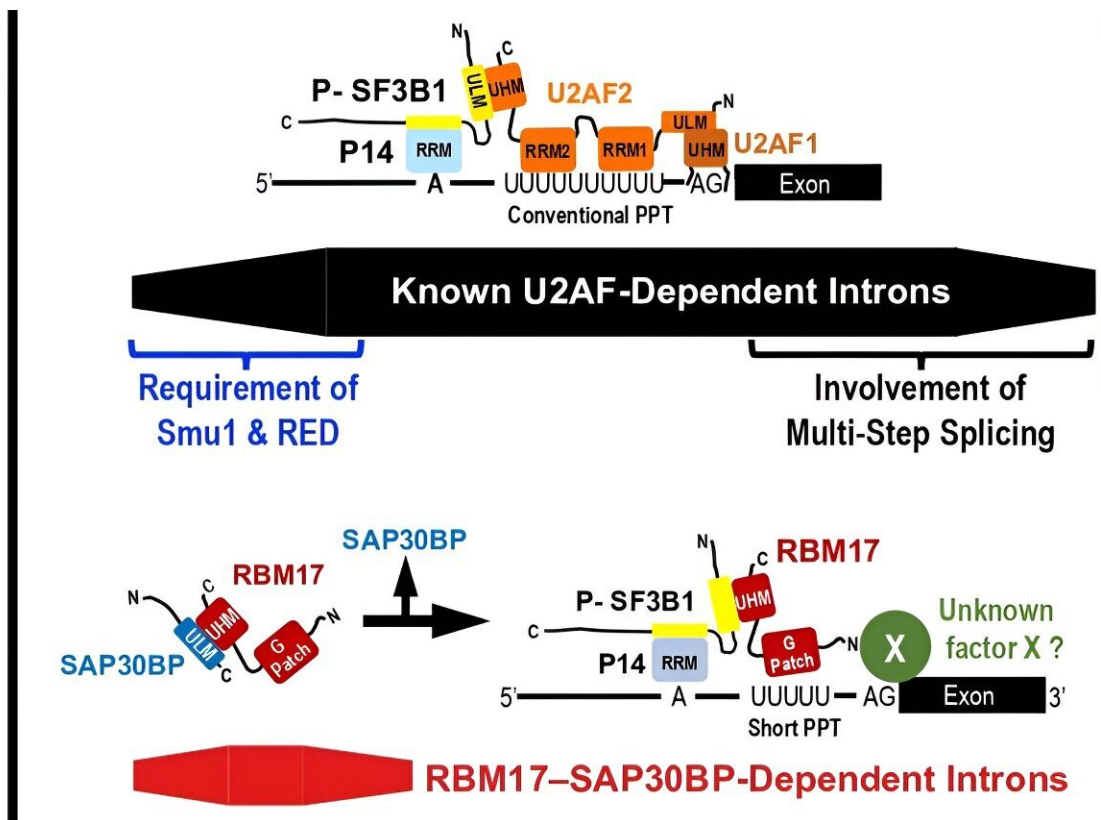 N
C
P- SF3B1
ULM
UHM
U2AF2
N
C
ULM
P14
RRM
RRM2
RRM1
UHM
U2AF1
5'
A
UUUUUUUUUU
AG
Exon
Conventional PPT
Known U2AF-Dependent Introns
Requirement of
Smu1 & RED
Involvement of
Multi-Step Splicing
SAP30BP
N
C
RBM17
N
UHM
ULM
G
Patch
SAP30BP
C
N
C
RBM17
P- SF3B1
UHM
C
P14
RRM
G
Patch
N
X
Unknown
factor X ?
5'
A
UUUUU
AG
Exon
3'
Short PPT
RBM17–SAP30BP-Dependent Introns